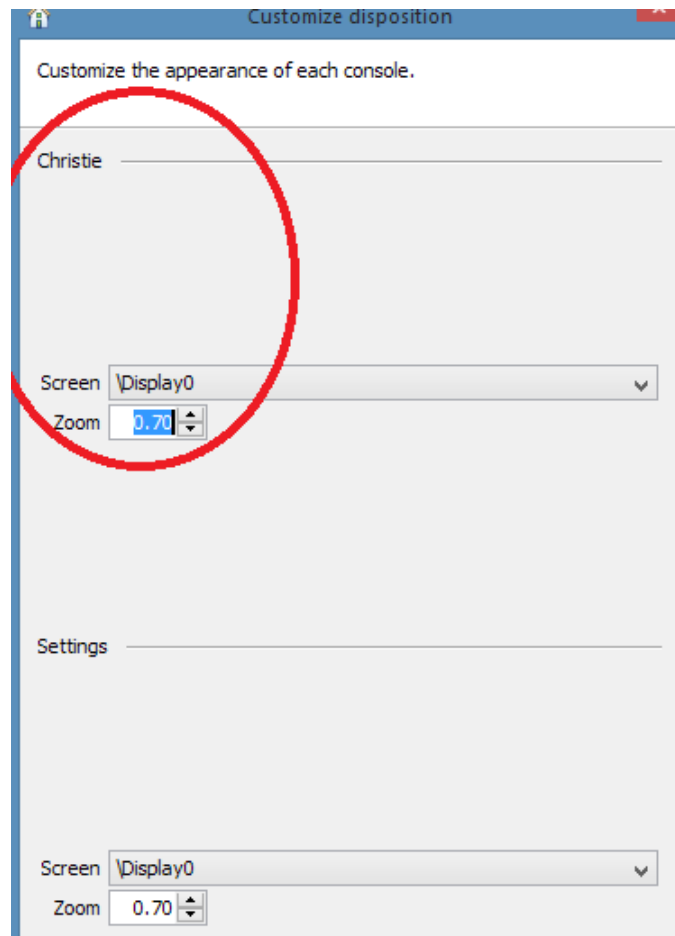 Customize disposition
Customize the appearance of each console.
Christie
Screen \Display0
Zoom 0.70
Settings
Screen \Display0
Zoom 0.70